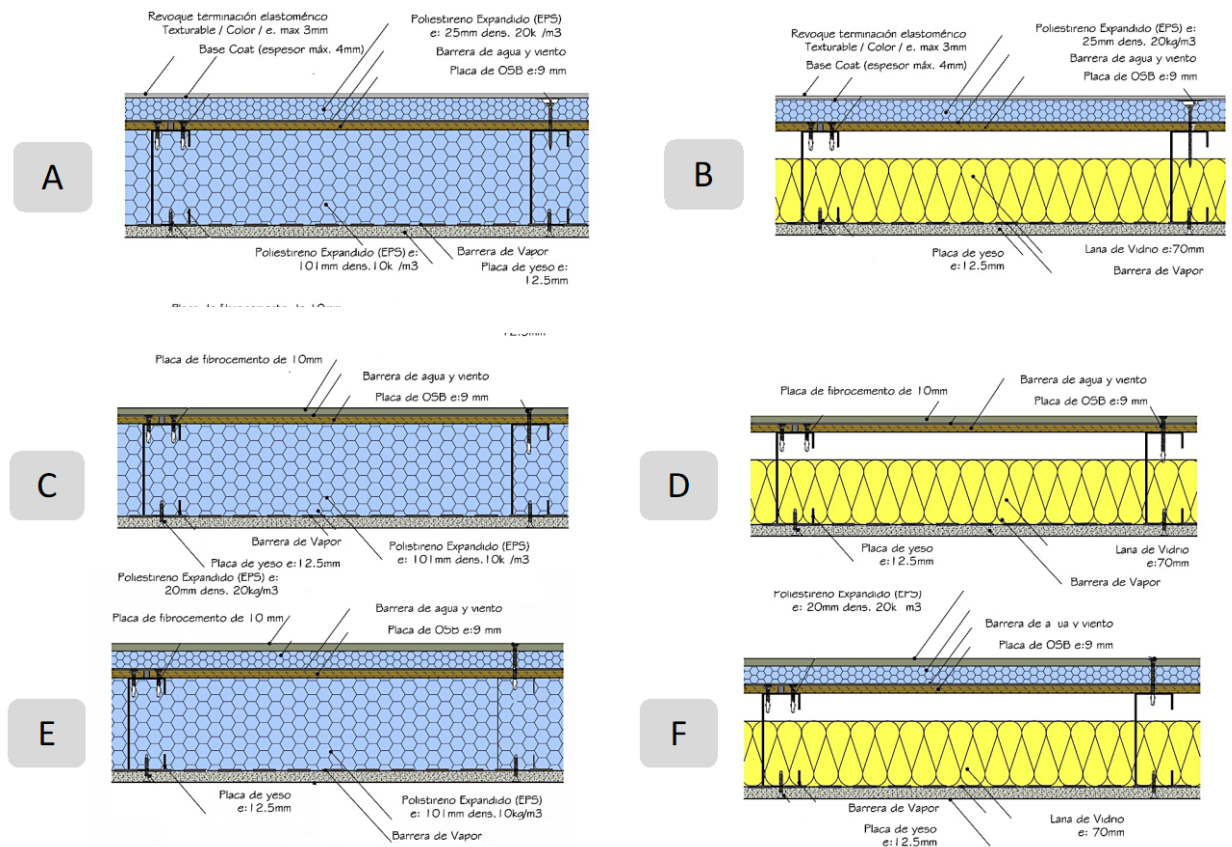 Revoque terminación elastomérico
Texturable / Color / e. max 3mm
Base Coat (espesor máx. 4mm)
Poliestireno Expandido (EPS)
e: 25mm dens. 20k /m3
Barrera de agua y viento
Placa de OSB e:9 mm
A
Poliestireno Expandido (EPS) e:
101mm dens.10k /m3
Barrera de Vapor
Placa de yeso e:
12.5mm
Revoque terminación elastomérico
Texturable / Color / e. max 3mm
Base Coat (espesor máx. 4mm)
Poliestireno Expandido (EPS) e:
25mm dens. 20kg/m3
Barrera de agua y viento
Placa de OSB e:9 mm
B
Placa de yeso
e:12.5mm
Lana de Vidrio e:70mm
Barrera de Vapor
12.5mm
Placa de fibrocemento de 10mm
Barrera de agua y viento
Placa de OSB e:9 mm
C
Barrera de Vapor
Placa de yeso e:12.5mm
Poliestireno Expandido (EPS)
e: 101mm dens.10k /m3
Placa de fibrocemento de 10mm
Barrera de agua y viento
Placa de OSB e:9 mm
D
Placa de yeso
e:12.5mm
Lana de Vidrio
e:70mm
Barrera de Vapor
Poliestireno Expandido (EPS) e:
20mm dens. 20kg/m3
Placa de fibrocemento de 10 mm
Barrera de agua y viento
Placa de OSB e:9 mm
E
Placa de yeso
e:12.5mm
Poliestireno Expandido (EPS)
e: 101mm dens.10kg/m3
Barrera de Vapor
Poliestireno Expandido (EPS)
e: 20mm dens. 20k m3
Barrera de a ua y viento
Placa de OSB e:9 mm
F
Barrera de Vapor
Placa de yeso
e:12.5mm
Lana de Vidrio
e: 70mm